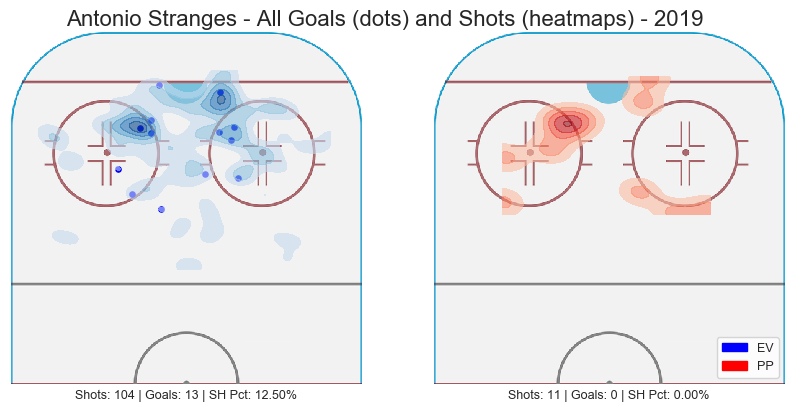 Antonio Stranges - All Goals (dots) and Shots (heatmaps) - 2019
EV
PP
Shots: 104 | Goals: 13 | SH Pct: 12.50%
Shots: 11 | Goals: 0 | SH Pct: 0.00%